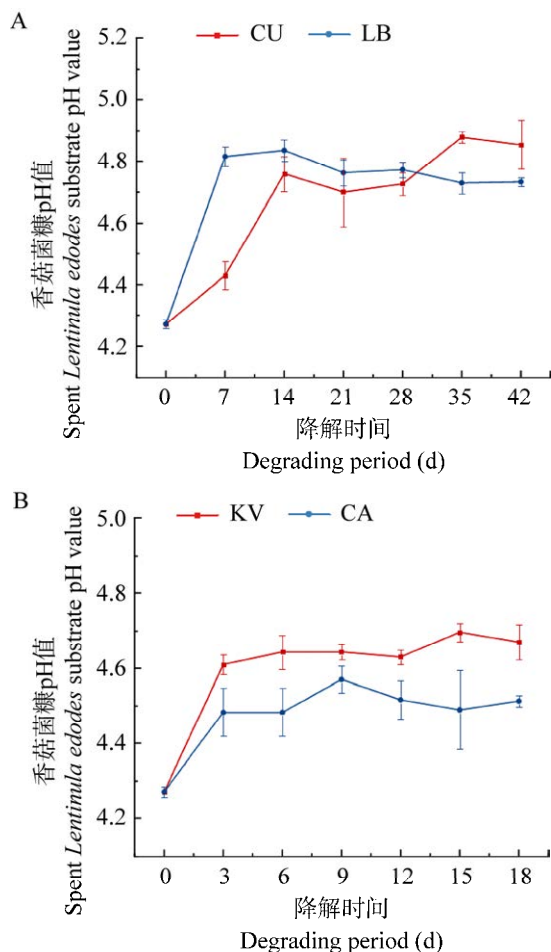 A
CU LB
香菇菌糠pH值
Spent Lentinula edodes substrate pH value
5.2
5.0
4.8
4.6
4.4
4.2
0 7 14 21 28 35 42
降解时间
Degrading period (d)
B
KV CA
香菇菌糠pH值
Spent Lentinula edodes substrate pH value
5.0
4.8
4.6
4.4
4.2
0 3 6 9 12 15 18
降解时间
Degrading period (d)